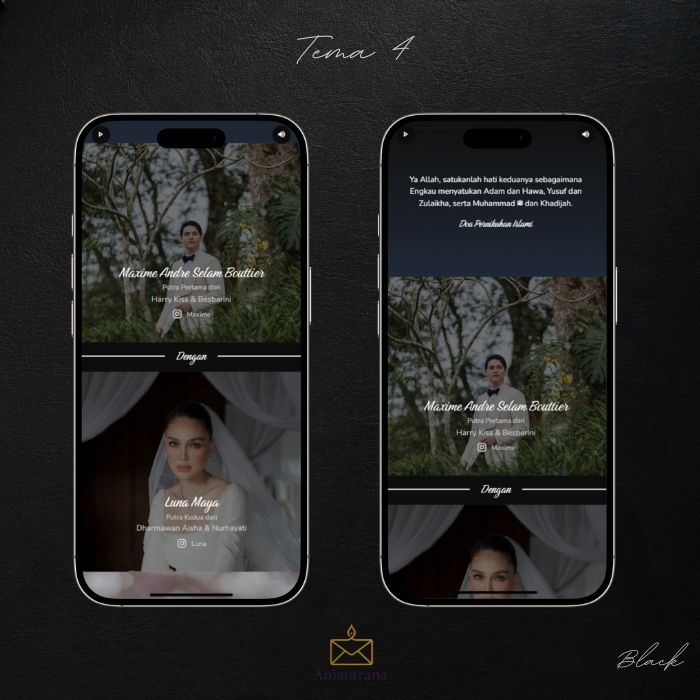 Tema 4
Maxime Andre Selam Bouttier
Putra Pertama dari
Harry Kiss & Besbarini
Maxime
Dengan
Luna Maya
Putra Kedua dari
Dharmawan Aisha & Nurhayati
Luna
Ya Allah, satukanlah hati keduanya sebagaimana
Engkau menyatukan Adam dan Hawa, Yusuf dan
Zulaikha, serta Muhammad ﷺ dan Khadijah.
Doa Pernikahan Islami
Maxime Andre Selam Bouttier
Putra Pertama dari
Harry Kiss & Besbarini
Maxime
Dengan
Amantrana
Black